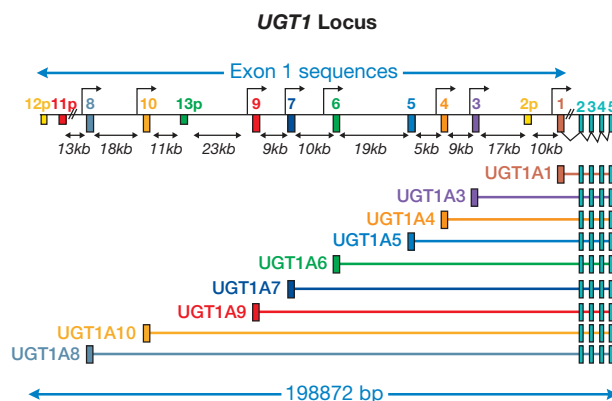 UGT1 Locus
Exon 1 sequences
12p 11p 8 10 13p 9 7 6 5 4 3 2p 1 2 3 4 5
13kb 18kb 11kb 23kb 9kb 10kb 19kb 5kb 9kb 17kb 10kb
UGT1A1
UGT1A3
UGT1A4
UGT1A5
UGT1A6
UGT1A7
UGT1A9
UGT1A10
UGT1A8
198872 bp